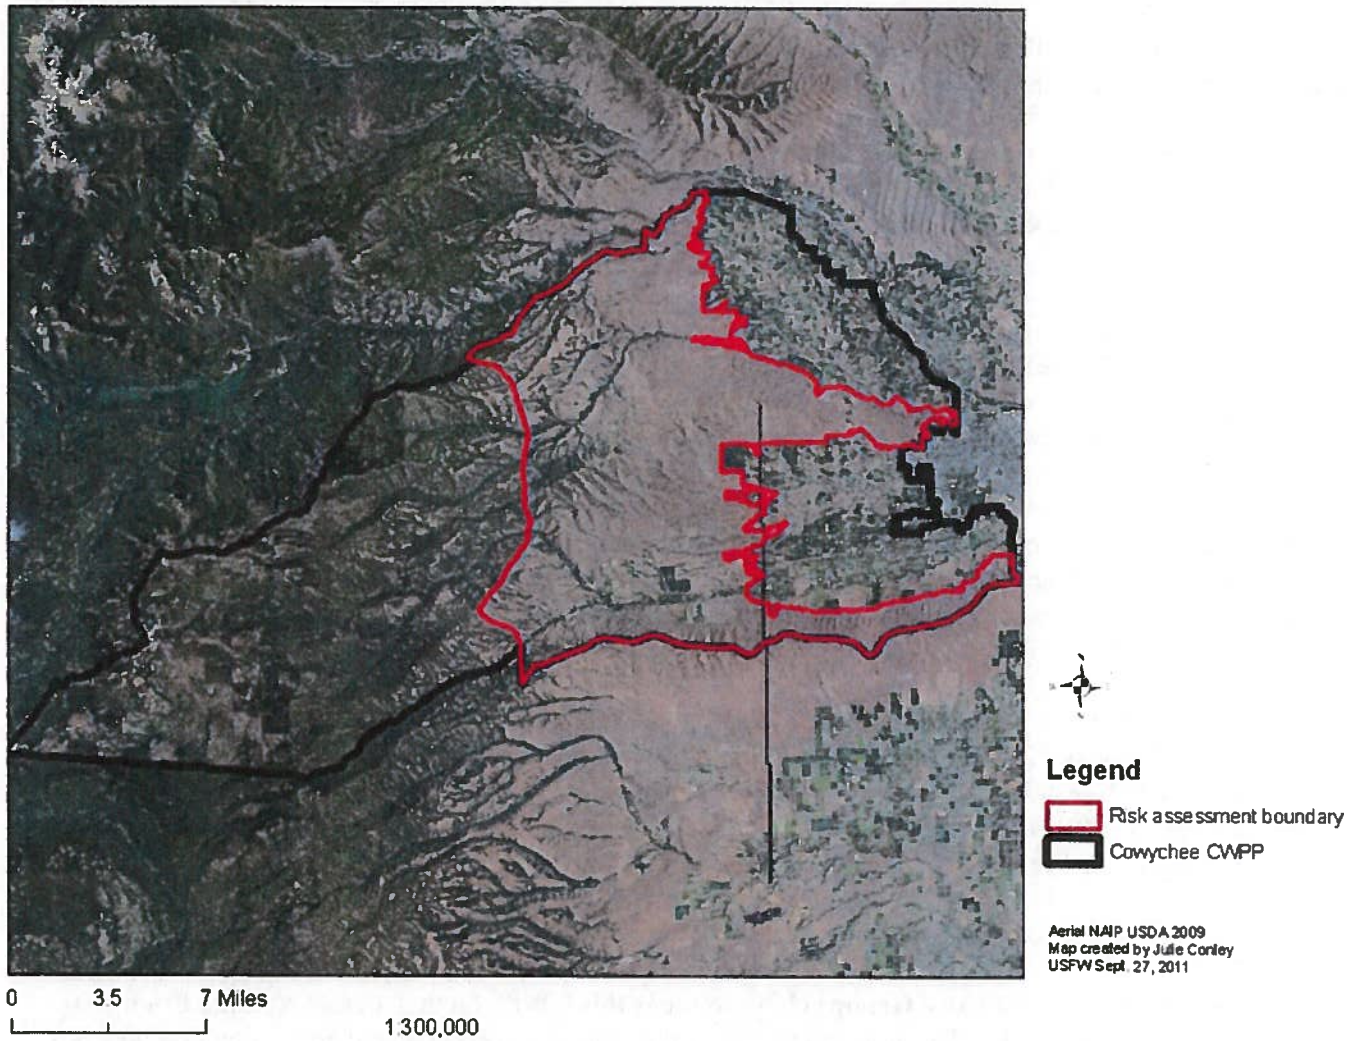 Legend
Risk assessment boundary
Cowychee CWPP
Aerial NAIP USDA 2009
Map created by Julie Conley
USFW Sept. 27, 2011
0 3.5 7 Miles
1:300,000